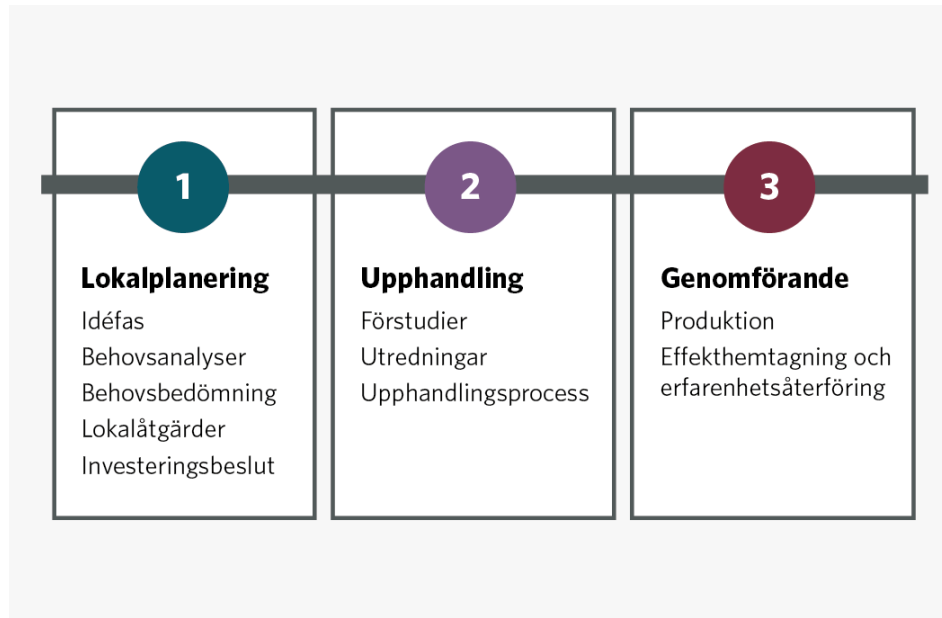 1
Lokalplanering
Idéfas
Behovsanalyser
Behovsbedömning
Lokalåtgärder
Investeringsbeslut
2
Upphandling
Förstudier
Utredningar
Upphandlingsprocess
3
Genomförande
Produktion
Effekthemtagning och
erfarenhetsåterföring